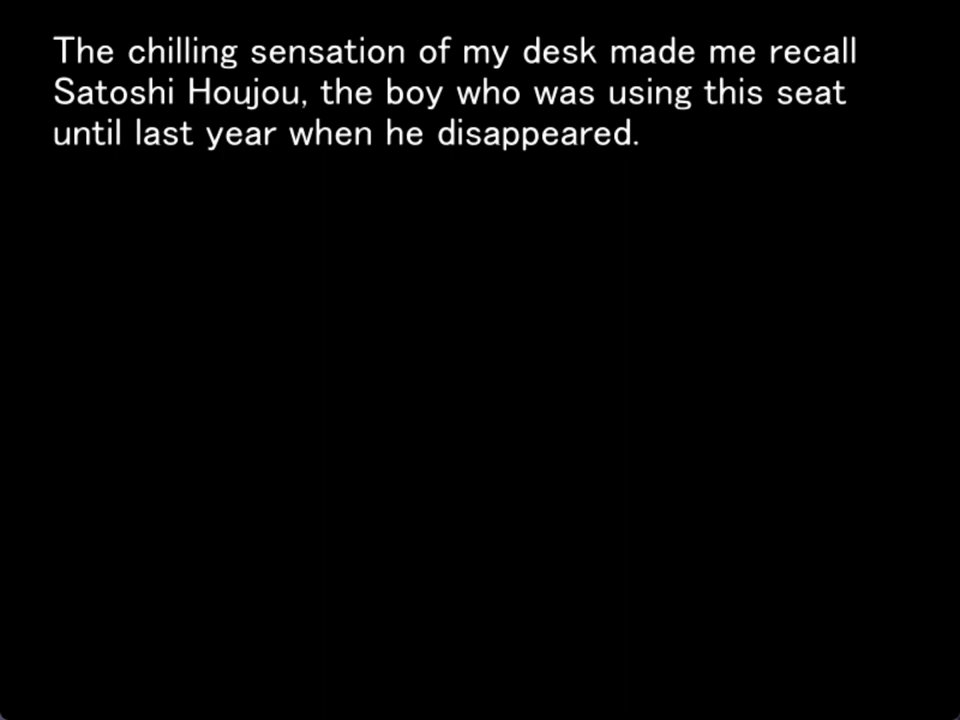 The chilling sensation of my desk made me recall
Satoshi Houjou, the boy who was using this seat
until last year when he disappeared.